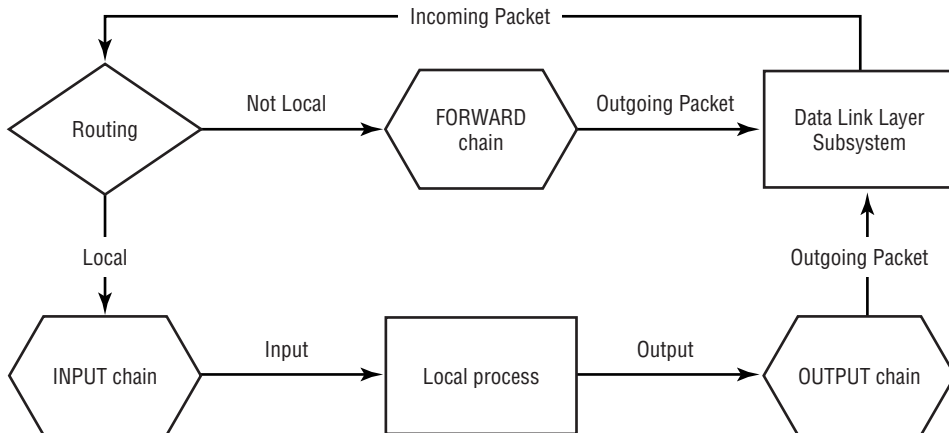 Incoming Packet
Routing
Not Local
FORWARD
chain
Outgoing Packet
Data Link Layer
Subsystem
Local
Outgoing Packet
INPUT chain
Input
Local process
Output
OUTPUT chain